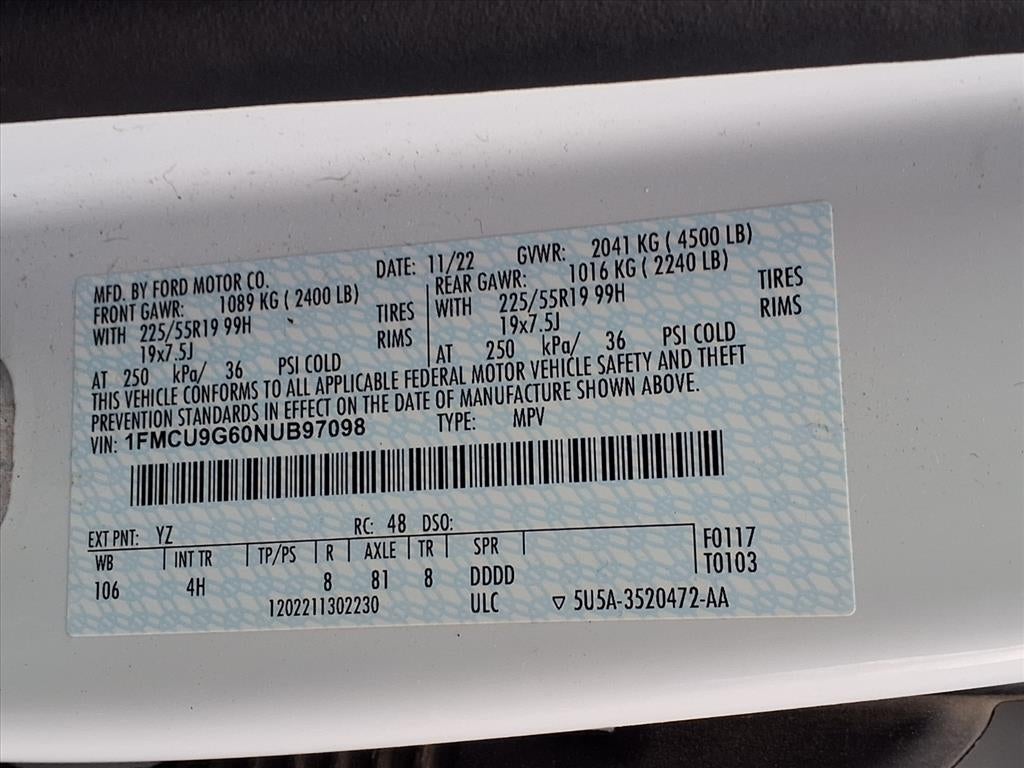 MFD. BY FORD MOTOR CO. DATE: 11/22 GVWR: 2041 KG ( 4500 LB)
FRONT GAWR: 1089 KG ( 2400 LB) REAR GAWR: 1016 KG ( 2240 LB)
WITH 225/55R19 99H TIRES WITH 225/55R19 99H TIRES
19x7.5J RIMS 19x7.5J RIMS
AT 250 kPa/ 36 PSI COLD AT 250 kPa/ 36 PSI COLD
THIS VEHICLE CONFORMS TO ALL APPLICABLE FEDERAL MOTOR VEHICLE SAFETY AND THEFT
PREVENTION STANDARDS IN EFFECT ON THE DATE OF MANUFACTURE SHOWN ABOVE.
VIN: 1FMCU9G60NUB97098 TYPE: MPV
EXT PNT: YZ RC: 48 DSO:
WB INT TR TP/PS R AXLE TR SPR F0117
106 4H 8 81 8 DDDD T0103
1202211302230 ULC ▽ 5U5A-3520472-AA